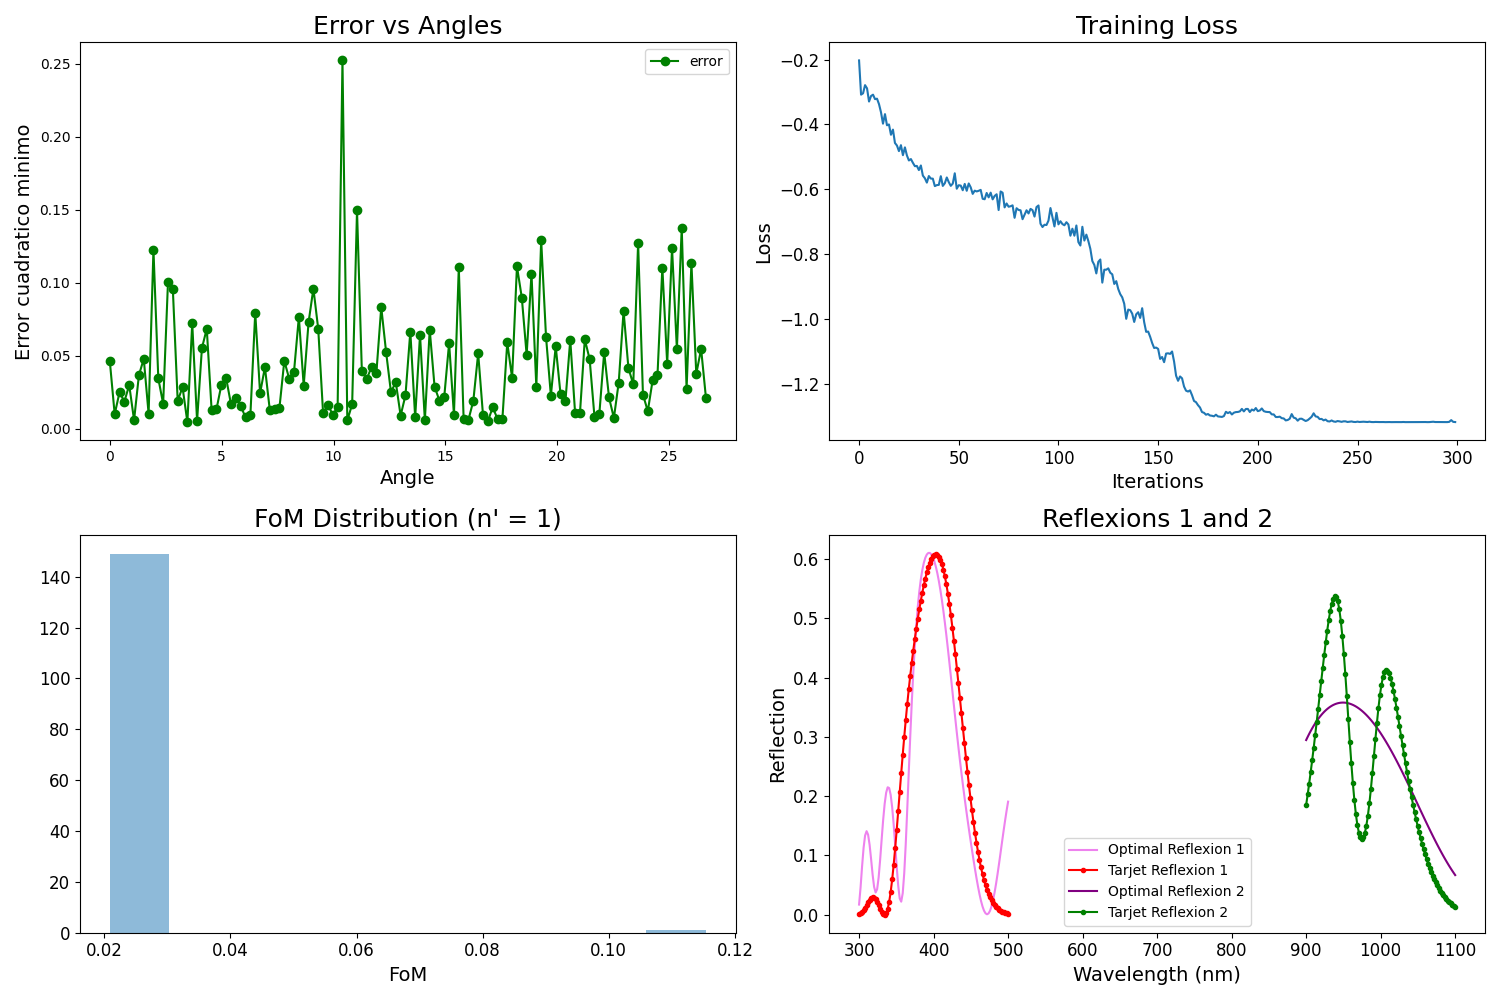 Error vs Angles
Error cuadratico minimo
0.25
0.20
0.15
0.10
0.05
0.00
error
0 5 10 15 20 25
Angle
Training Loss
Loss
−0.2
−0.4
−0.6
−0.8
−1.0
−1.2
0 50 100 150 200 250 300
Iterations
FoM Distribution (n' = 1)
140
120
100
80
60
40
20
0
0.02 0.04 0.06 0.08 0.10 0.12
FoM
Reflexions 1 and 2
Reflection
0.6
0.5
0.4
0.3
0.2
0.1
0.0
Optimal Reflexion 1
Tarjet Reflexion 1
Optimal Reflexion 2
Tarjet Reflexion 2
300 400 500 600 700 800 900 1000 1100
Wavelength (nm)